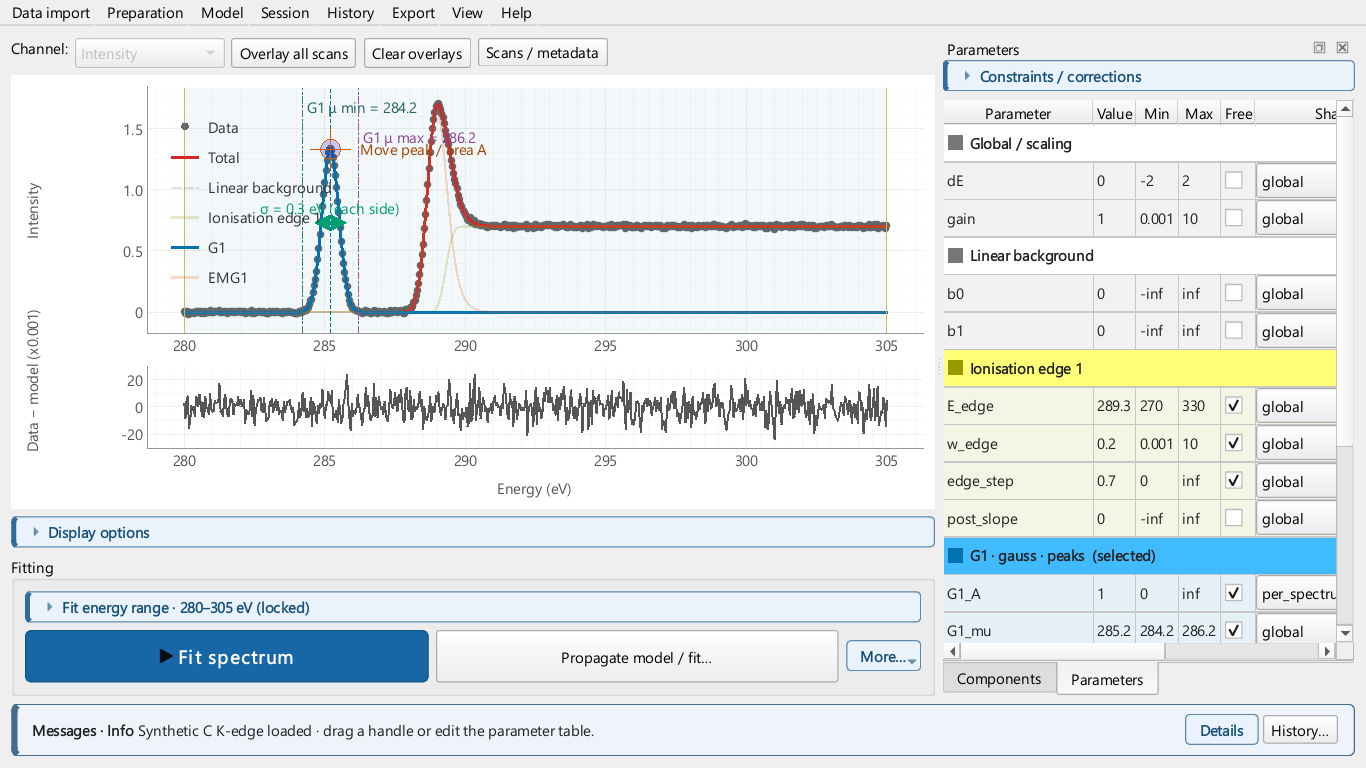 Data import Preparation Model Session History Export View Help
Channel: Intensity Overlay all scans Clear overlays Scans / metadata
G1 μ min = 284.2
G1 μ max = 286.2
Move peak / area A
σ = 0.3 eV (each side)
Data
Total
Linear background
Ionisation edge 1
G1
EMG1
Intensity
1.5
1.0
0.5
0
280 285 290 295 300 305
Data − model (x0.001)
20
0
-20
280 285 290 295 300 305
Energy (eV)
Display options
Fitting
Fit energy range · 280–305 eV (locked)
Fit spectrum Propagate model / fit... More...
Parameters
Constraints / corrections
Parameter Value Min Max Free Sha
Global / scaling
dE 0 -2 2 global
gain 1 0.001 10 global
Linear background
b0 0 -inf inf global
b1 0 -inf inf global
Ionisation edge 1
E_edge 289.3 270 330 global
w_edge 0.2 0.001 10 global
edge_step 0.7 0 inf global
post_slope 0 -inf inf global
G1 · gauss · peaks (selected)
G1_A 1 0 inf per_spectru
G1_mu 285.2 284.2 286.2 global
Components Parameters
Messages · Info Synthetic C K-edge loaded · drag a handle or edit the parameter table.
Details History...